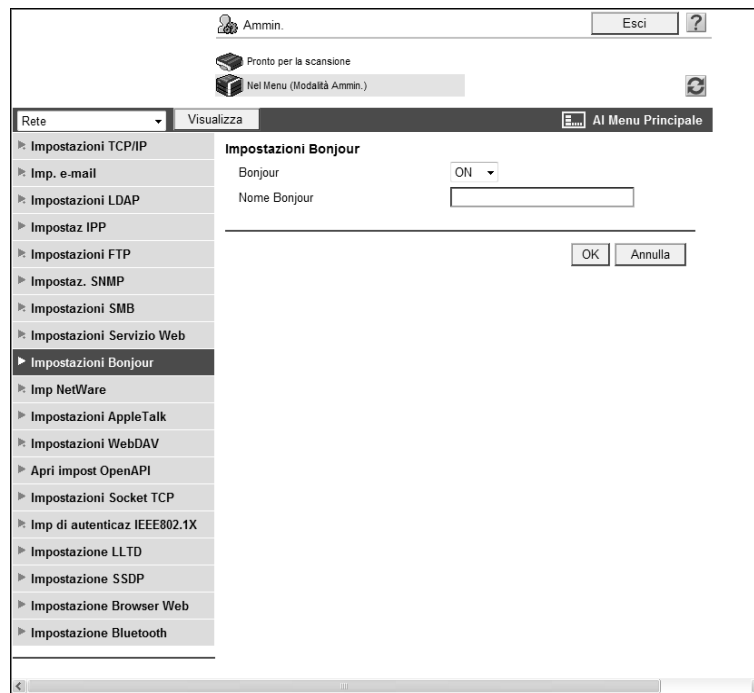 Ammin.
Esci
?
Pronto per la scansione
Nel Menu (Modalità Ammin.)
Rete
Visualizza
Al Menu Principale
Impostazioni TCP/IP
Imp. e-mail
Impostazioni LDAP
Impostaz IPP
Impostazioni FTP
Impostaz. SNMP
Impostazioni SMB
Impostazioni Servizio Web
Impostazioni Bonjour
Imp NetWare
Impostazioni AppleTalk
Impostazioni WebDAV
Apri impost OpenAPI
Impostazioni Socket TCP
Imp di autenticaz IEEE802.1X
Impostazione LLTD
Impostazione SSDP
Impostazione Browser Web
Impostazione Bluetooth
Impostazioni Bonjour
Bonjour ON
Nome Bonjour
OK Annulla